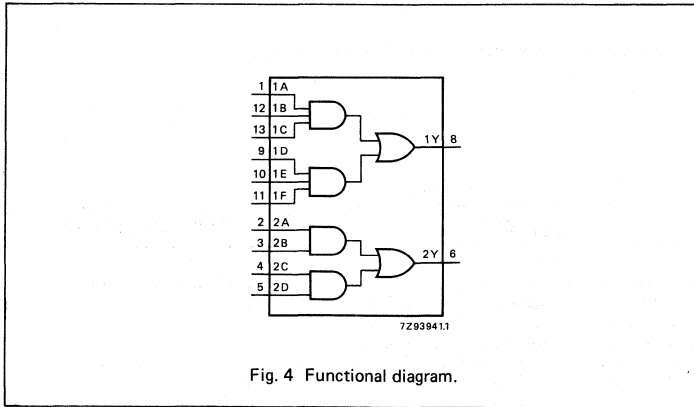 1 1A
12 1B
13 1C
1Y 8
9 1D
10 1E
11 1F
2 2A
3 2B
2Y 6
4 2C
5 2D
7Z93941.1
Fig. 4 Functional diagram.